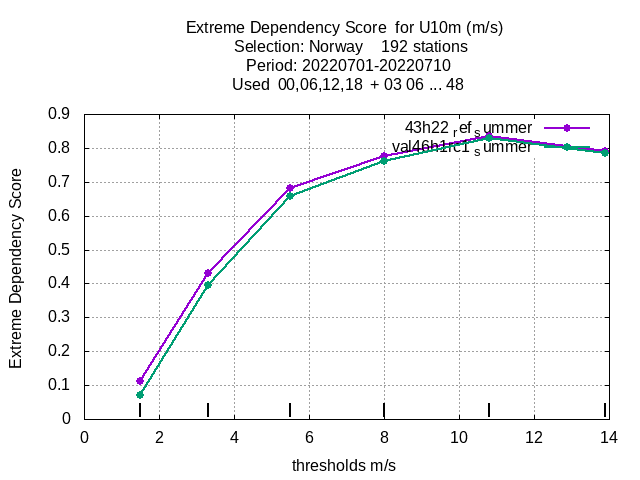 Extreme Dependency Score for U10m (m/s)
Selection: Norway 192 stations
Period: 20220701-20220710
Used 00,06,12,18 + 03 06 ... 48
Extreme Dependency Score
0.9
0.8
0.7
0.6
0.5
0.4
0.3
0.2
0.1
0
43h22 ref summer
val46h1rc1 summer
0 2 4 6 8 10 12 14
thresholds m/s